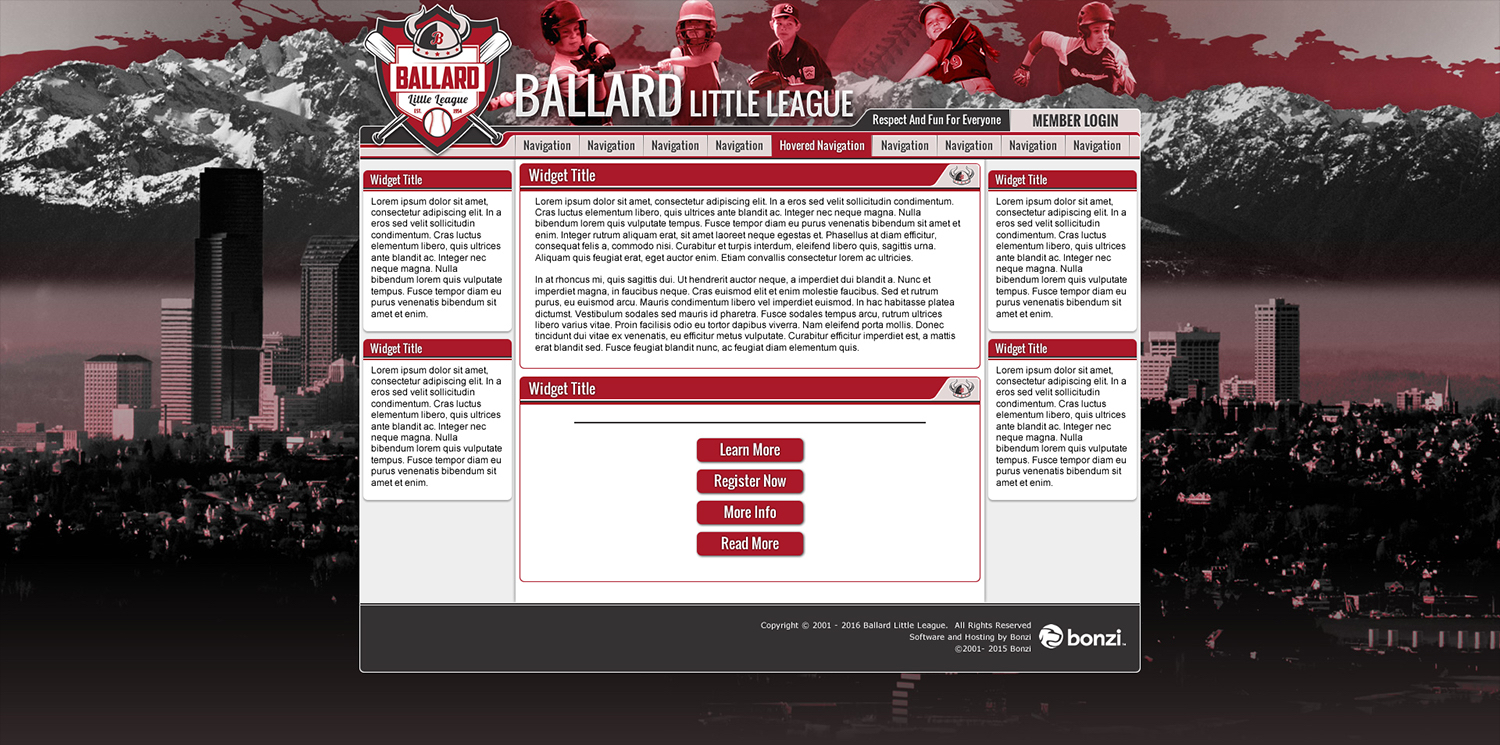 B
BALLARD
Little League
EST. 1954
BALLARD LITTLE LEAGUE
Respect And Fun For Everyone
MEMBER LOGIN
Navigation
Navigation
Navigation
Navigation
Hovered Navigation
Navigation
Navigation
Navigation
Navigation
Widget Title
Lorem ipsum dolor sit amet,
consectetur adipiscing elit. In a
eros sed velit sollicitudin
condimentum. Cras luctus
elementum libero, quis ultrices
ante blandit ac. Integer nec
neque magna. Nulla
bibendum lorem quis vulputate
tempus. Fusce tempor diam eu
purus venenatis bibendum sit
amet et enim.
Widget Title
Lorem ipsum dolor sit amet,
consectetur adipiscing elit. In a
eros sed velit sollicitudin
condimentum. Cras luctus
elementum libero, quis ultrices
ante blandit ac. Integer nec
neque magna. Nulla
bibendum lorem quis vulputate
tempus. Fusce tempor diam eu
purus venenatis bibendum sit
amet et enim.
Widget Title
Lorem ipsum dolor sit amet, consectetur adipiscing elit. In a eros sed velit sollicitudin condimentum.
Cras luctus elementum libero, quis ultrices ante blandit ac. Integer nec neque magna. Nulla
bibendum lorem quis vulputate tempus. Fusce tempor diam eu purus venenatis bibendum sit amet et
enim. Integer rutrum aliquam erat, sit amet laoreet neque egestas et. Phasellus at diam efficitur,
consequat felis a, commodo nisi. Curabitur et turpis interdum, eleifend libero quis, sagittis urna.
Aliquam quis feugiat erat, eget auctor enim. Etiam convallis consectetur lorem ac ultricies.
In at rhoncus mi, quis sagittis dui. Ut hendrerit auctor neque, a imperdiet dui blandit a. Nunc et
imperdiet magna, in faucibus neque. Cras euismod elit et enim molestie faucibus. Sed et rutrum
purus, eu euismod arcu. Mauris condimentum libero vel imperdiet euismod. In hac habitasse platea
dictumst. Vestibulum sodales sed mauris id pharetra. Fusce sodales tempus arcu, rutrum ultrices
libero varius vitae. Proin facilisis odio eu tortor dapibus viverra. Nam eleifend porta mollis. Donec
tincidunt dui vitae ex venenatis, eu efficitur metus vulputate. Curabitur efficitur imperdiet est, a mattis
erat blandit sed. Fusce feugiat blandit nunc, ac feugiat diam elementum quis.
Widget Title
Learn More
Register Now
More Info
Read More
Widget Title
Lorem ipsum dolor sit amet,
consectetur adipiscing elit. In a
eros sed velit sollicitudin
condimentum. Cras luctus
elementum libero, quis ultrices
ante blandit ac. Integer nec
neque magna. Nulla
bibendum lorem quis vulputate
tempus. Fusce tempor diam eu
purus venenatis bibendum sit
amet et enim.
Widget Title
Lorem ipsum dolor sit amet,
consectetur adipiscing elit. In a
eros sed velit sollicitudin
condimentum. Cras luctus
elementum libero, quis ultrices
ante blandit ac. Integer nec
neque magna. Nulla
bibendum lorem quis vulputate
tempus. Fusce tempor diam eu
purus venenatis bibendum sit
amet et enim.
Copyright © 2001 - 2016 Ballard Little League. All Rights Reserved
Software and Hosting by Bonzi
©2001- 2015 Bonzi
bonzi™